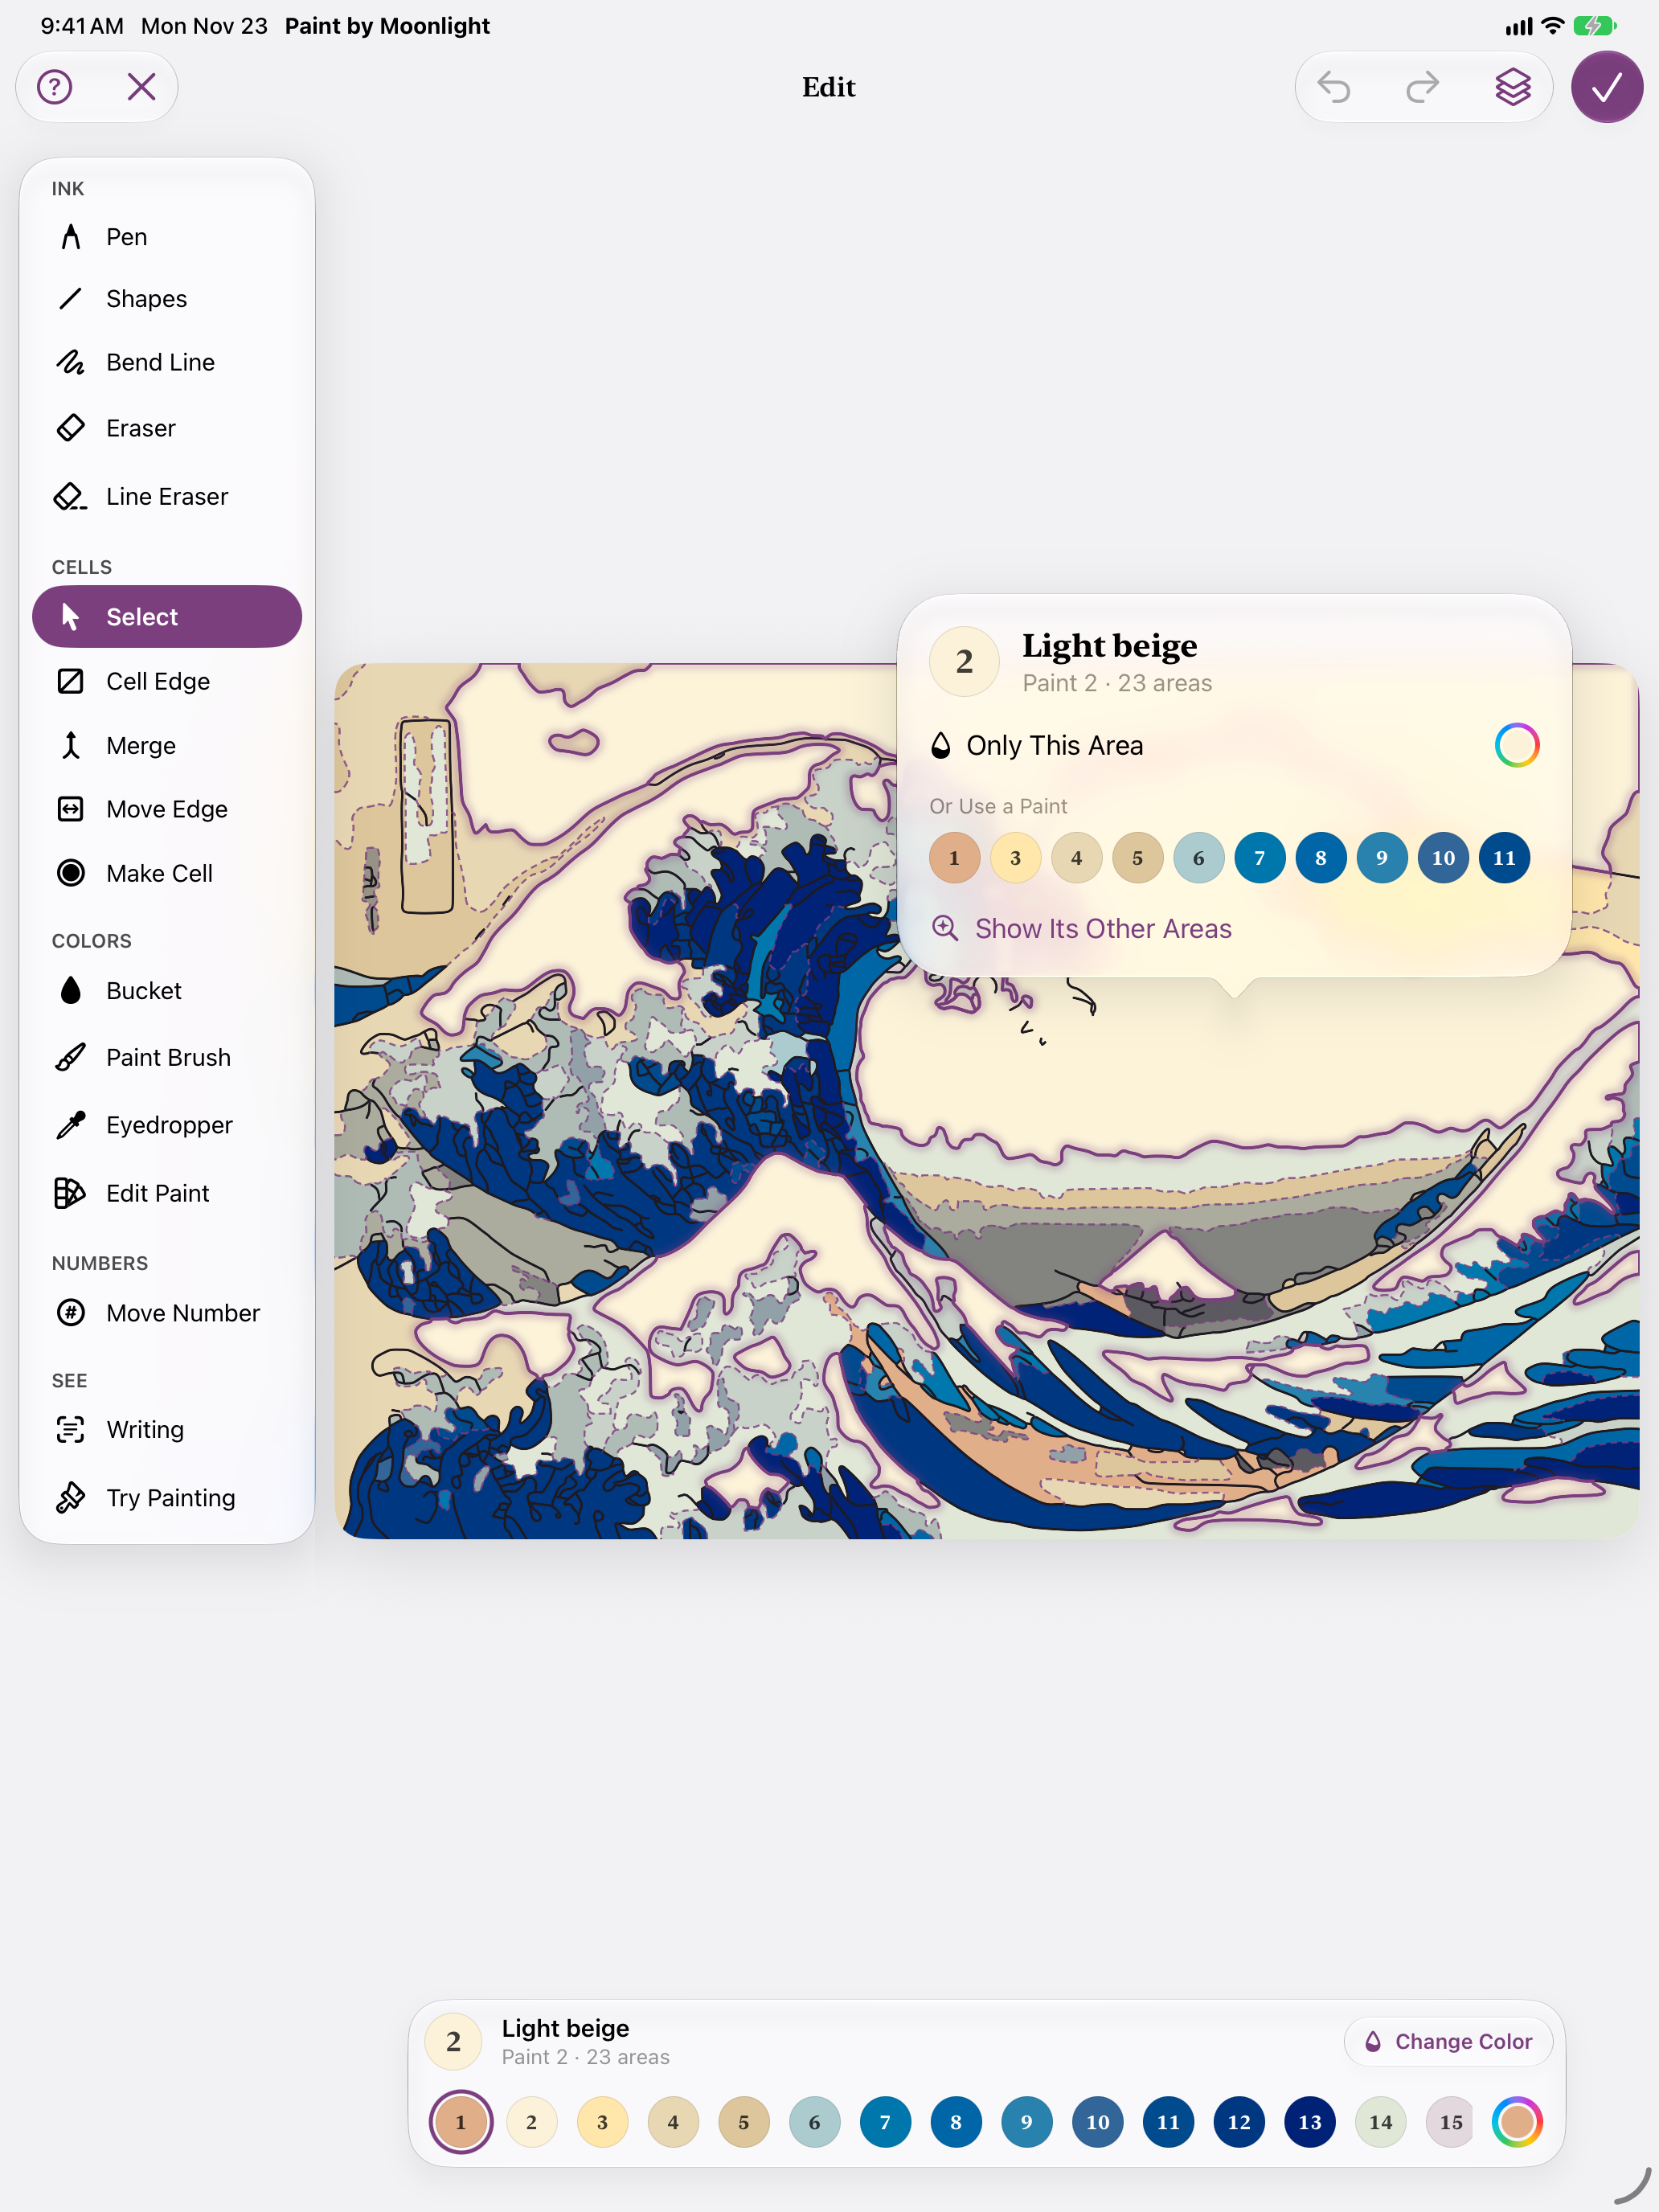 9:41 AM Mon Nov 23 Paint by Moonlight
Edit
INK
Pen
Shapes
Bend Line
Eraser
Line Eraser
CELLS
Select
Cell Edge
Merge
Move Edge
Make Cell
COLORS
Bucket
Paint Brush
Eyedropper
Edit Paint
NUMBERS
# Move Number
SEE
Writing
Try Painting
2 Light beige
Paint 2 · 23 areas
Only This Area
Or Use a Paint
1 3 4 5 6 7 8 9 10 11
Show Its Other Areas
2 Light beige
Paint 2 · 23 areas
Change Color
1 2 3 4 5 6 7 8 9 10 11 12 13 14 15